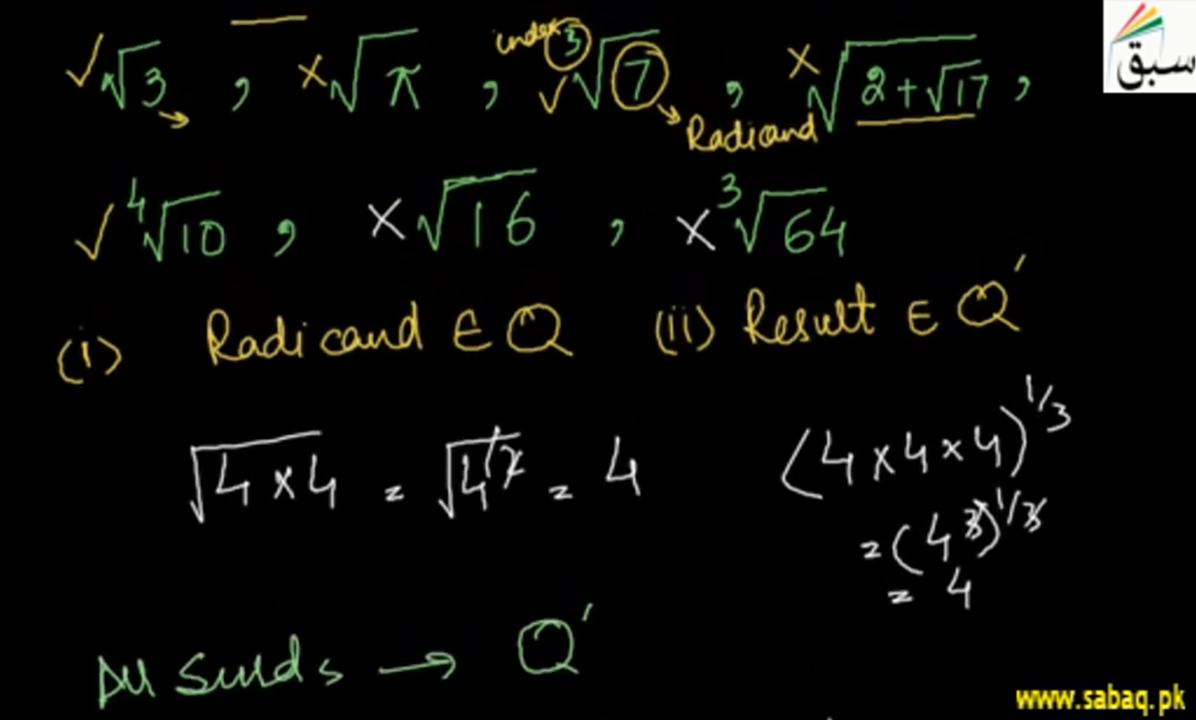 ✓√3 , ×√π , index ✓∛7 , ×√(2+√17) ,
Radicand
سبق
✓ ⁴√10 , ×√16 , × ³√64
(i) Radicand ∈ Q (ii) Result ∈ Q′
√(4×4) = √4² = 4 (4×4×4)^1/3
= (4³)^1/3
= 4
All Surds → Q′
www.sabaq.pk